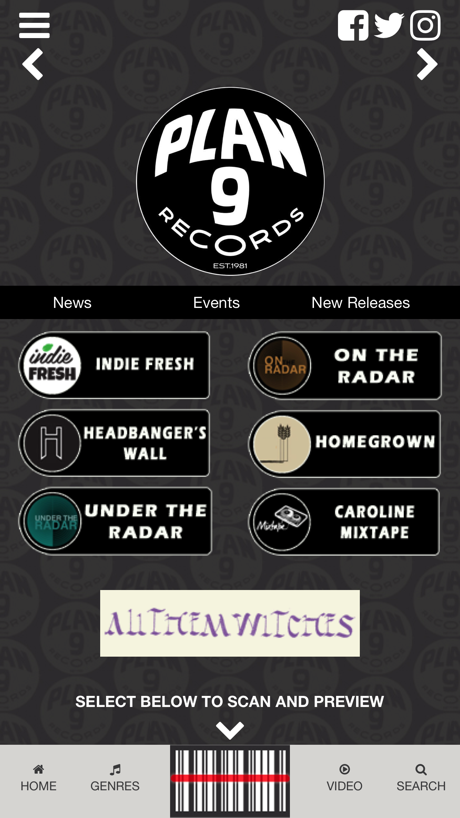 PLAN
9
RECORDS
EST.1981
News Events New Releases
indie
FRESH
INDIE FRESH
ON THE
RADAR
ON THE
RADAR
HEADBANGER'S
WALL
HOMEGROWN
UNDER THE
RADAR
UNDER THE
RADAR
Mixtape
CAROLINE
MIXTAPE
ALL THEM WITCHES
SELECT BELOW TO SCAN AND PREVIEW
HOME GENRES VIDEO SEARCH